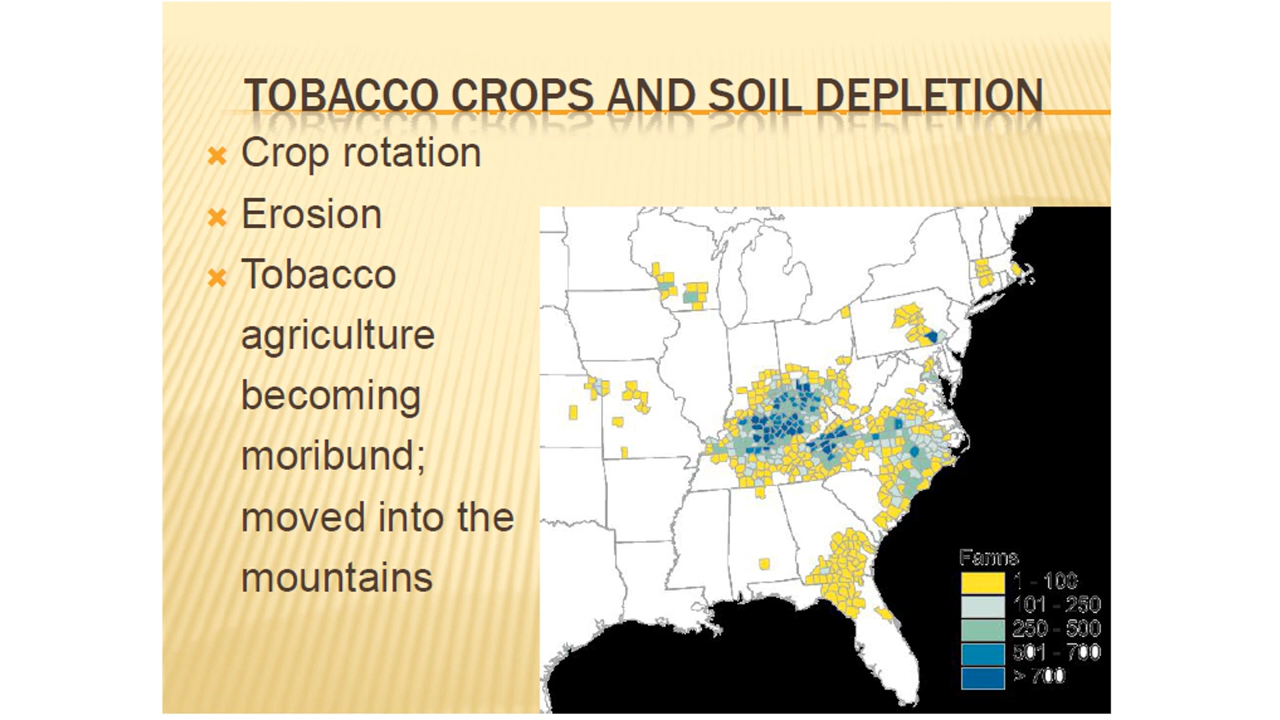 TOBACCO CROPS AND SOIL DEPLETION
Crop rotation
Erosion
Tobacco
agriculture
becoming
moribund;
moved into the
mountains
Farms
1 - 100
101 - 250
250 - 500
501 - 700
> 700